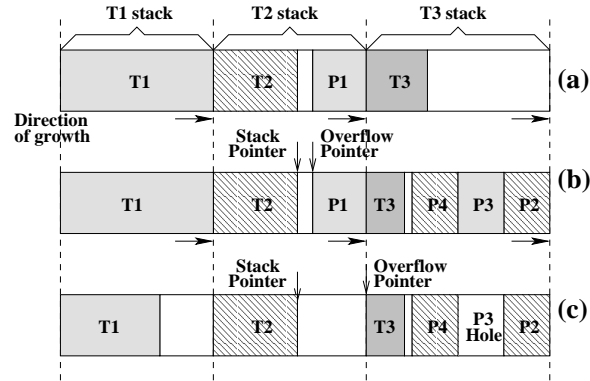 T1 stack T2 stack T3 stack
T1 T2 P1 T3 (a)
Direction
of growth
Stack
Pointer
Overflow
Pointer
T1 T2 P1 T3 P4 P3 P2 (b)
Stack
Pointer
Overflow
Pointer
T1 T2 T3 P4 P3
Hole P2 (c)